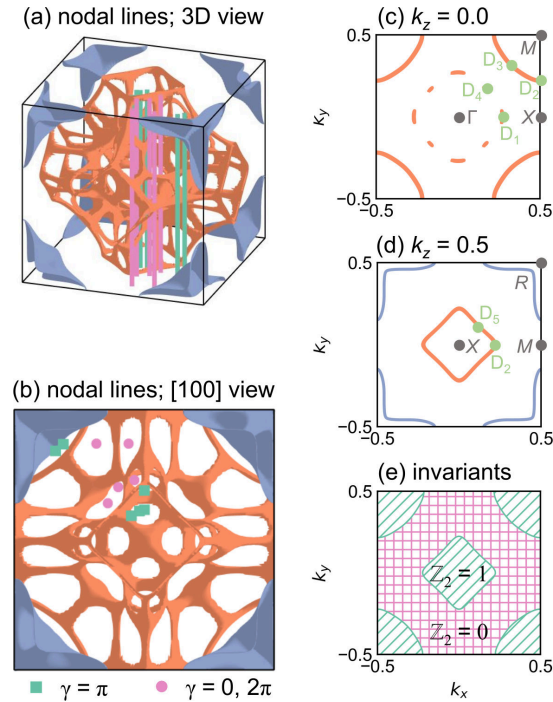 (a) nodal lines; 3D view
(b) nodal lines; [100] view
γ = π
γ = 0, 2π
(c) k_z = 0.0
0.5
M
D₃
D₂
D₄
k_y
Γ
D₁
X
−0.5
−0.5
0.5
(d) k_z = 0.5
0.5
R
D₅
k_y
X
D₂
M
−0.5
−0.5
0.5
(e) invariants
0.5
k_y
ℤ₂ = 1
ℤ₂ = 0
−0.5
−0.5
k_x
0.5